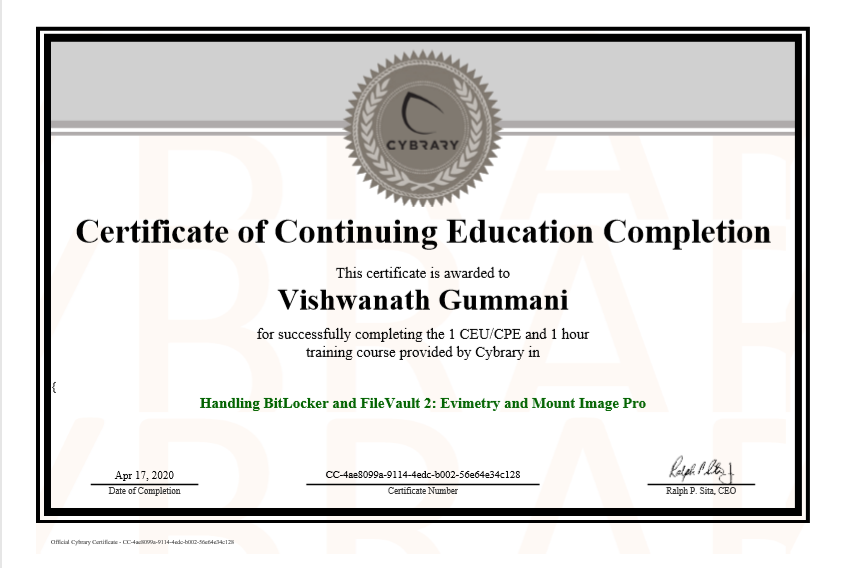 CYBRARY
Certificate of Continuing Education Completion
This certificate is awarded to
Vishwanath Gummani
for successfully completing the 1 CEU/CPE and 1 hour
training course provided by Cybrary in
{
Handling BitLocker and FileVault 2: Evimetry and Mount Image Pro
Apr 17, 2020
Date of Completion
CC-4ae8099a-9114-4edc-b002-56e64e34c128
Certificate Number
Ralph P. Sita, CEO
Official Cybrary Certificate - CC-4ae8099a-9114-4edc-b002-56e64e34c128